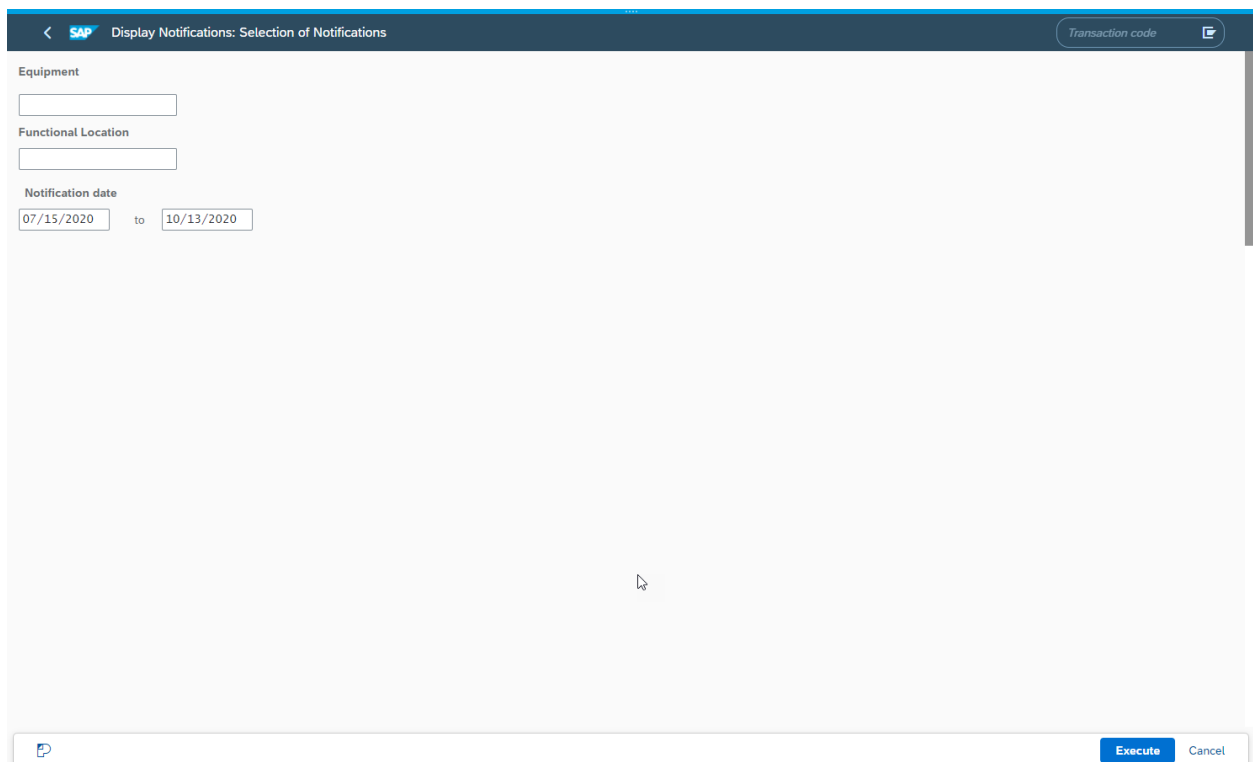 SAP Display Notifications: Selection of Notifications Transaction code
Equipment
Functional Location
Notification date
07/15/2020 to 10/13/2020
Execute Cancel